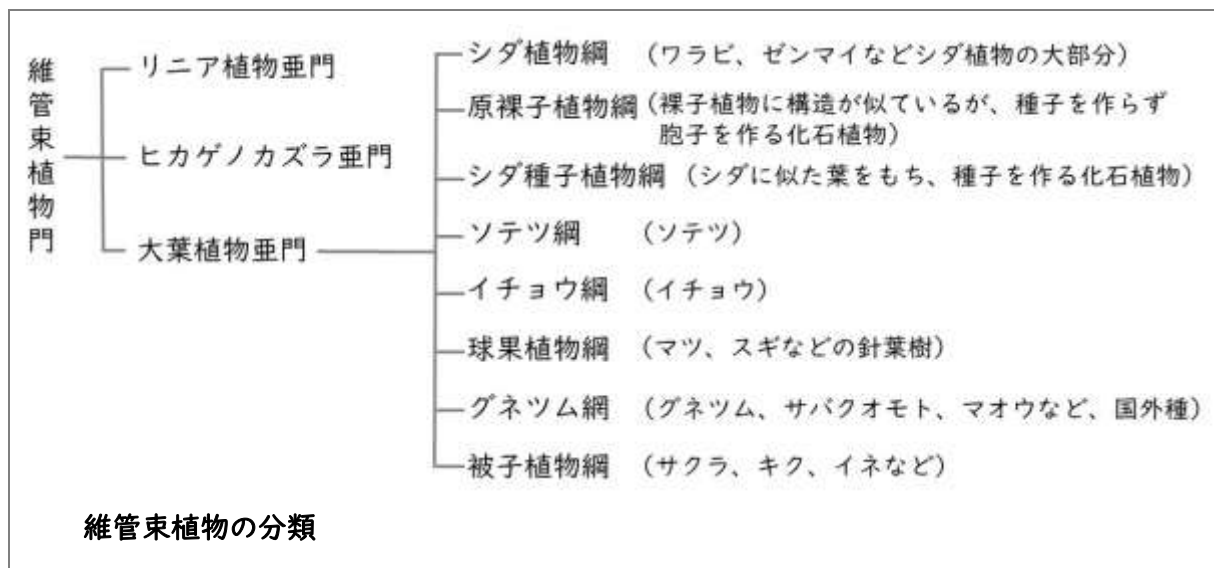 維管束植物門
リニア植物亜門
ヒカゲノカズラ亜門
大葉植物亜門
シダ植物綱 (ワラビ、ゼンマイなどシダ植物の大部分)
原裸子植物綱 (裸子植物に構造が似ているが、種子を作らず
胞子を作る化石植物)
シダ種子植物綱 (シダに似た葉をもち、種子を作る化石植物)
ソテツ綱 (ソテツ)
イチョウ綱 (イチョウ)
球果植物綱 (マツ、スギなどの針葉樹)
グネツム綱 (グネツム、サバクオモト、マオウなど、国外種)
被子植物綱 (サクラ、キク、イネなど)
維管束植物の分類